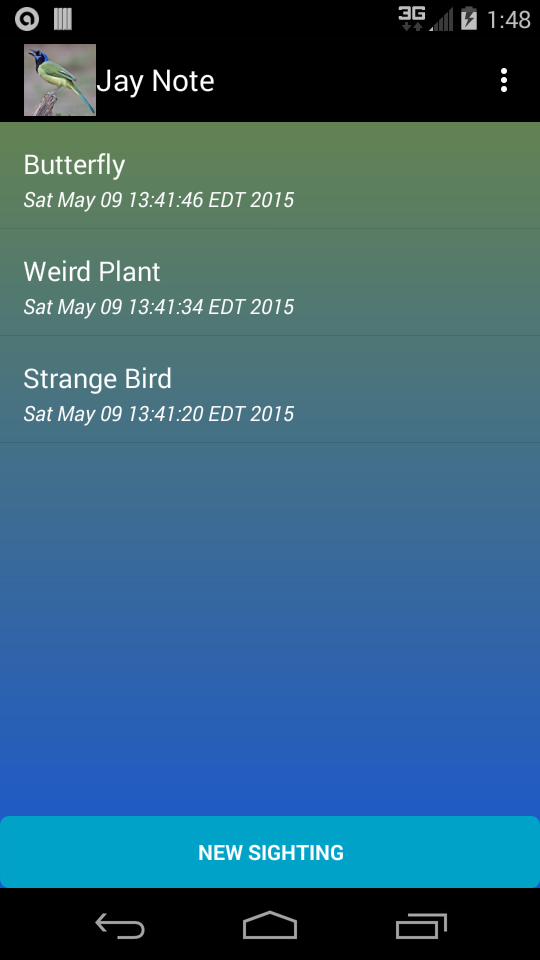 3G 1:48
Jay Note
Butterfly
Sat May 09 13:41:46 EDT 2015
Weird Plant
Sat May 09 13:41:34 EDT 2015
Strange Bird
Sat May 09 13:41:20 EDT 2015
NEW SIGHTING